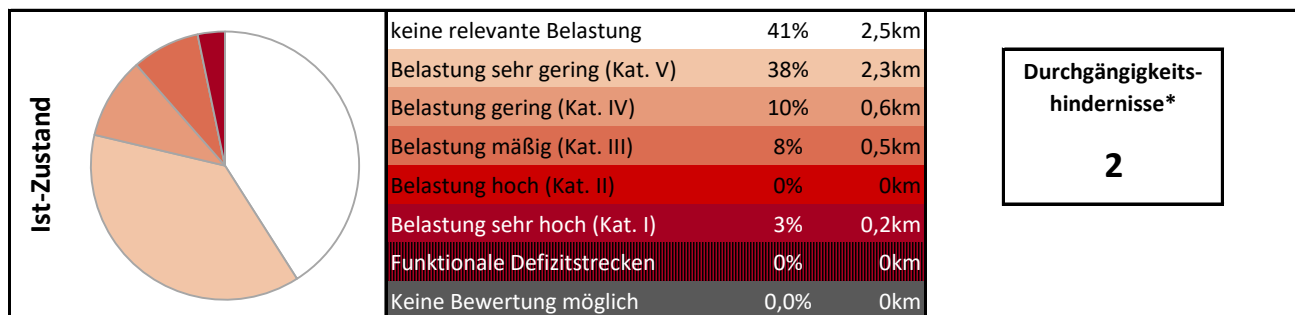 Ist-Zustand
keine relevante Belastung 41% 2,5km
Belastung sehr gering (Kat. V) 38% 2,3km
Belastung gering (Kat. IV) 10% 0,6km
Belastung mäßig (Kat. III) 8% 0,5km
Belastung hoch (Kat. II) 0% 0km
Belastung sehr hoch (Kat. I) 3% 0,2km
Funktionale Defizitstrecken 0% 0km
Keine Bewertung möglich 0,0% 0km
Durchgängigkeits-
hindernisse*
2